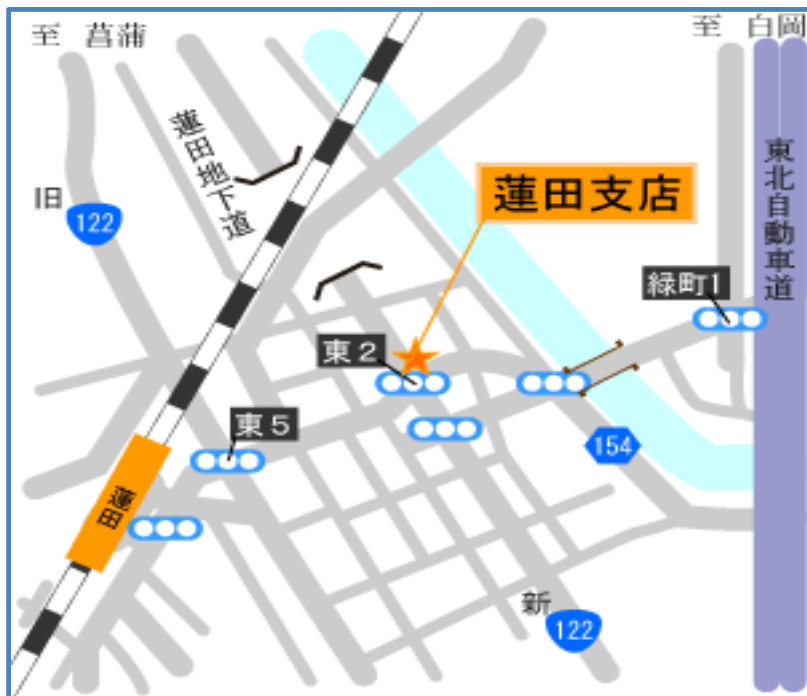 至 菖蒲
至 白岡
蓮田地下道
東北自動車道
蓮田支店
旧
122
緑町1
東2
東5
154
蓮田
新
122